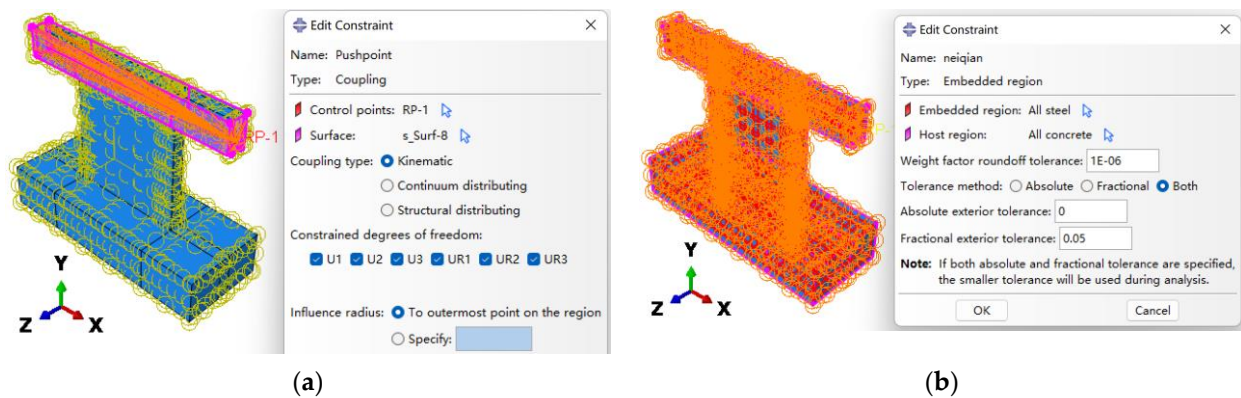 Edit Constraint
Name: Pushpoint
Type: Coupling
Control points: RP-1
Surface: s_Surf-8
Coupling type: Kinematic
Continuum distributing
Structural distributing
Constrained degrees of freedom:
U1 U2 U3 UR1 UR2 UR3
Influence radius: To outermost point on the region
Specify:
RP-1
Y
Z X
(a)
Edit Constraint
Name: neiqian
Type: Embedded region
Embedded region: All steel
Host region: All concrete
Weight factor roundoff tolerance: 1E-06
Tolerance method: Absolute Fractional Both
Absolute exterior tolerance: 0
Fractional exterior tolerance: 0.05
Note: If both absolute and fractional tolerance are specified,
the smaller tolerance will be used during analysis.
OK Cancel
Y
Z X
(b)